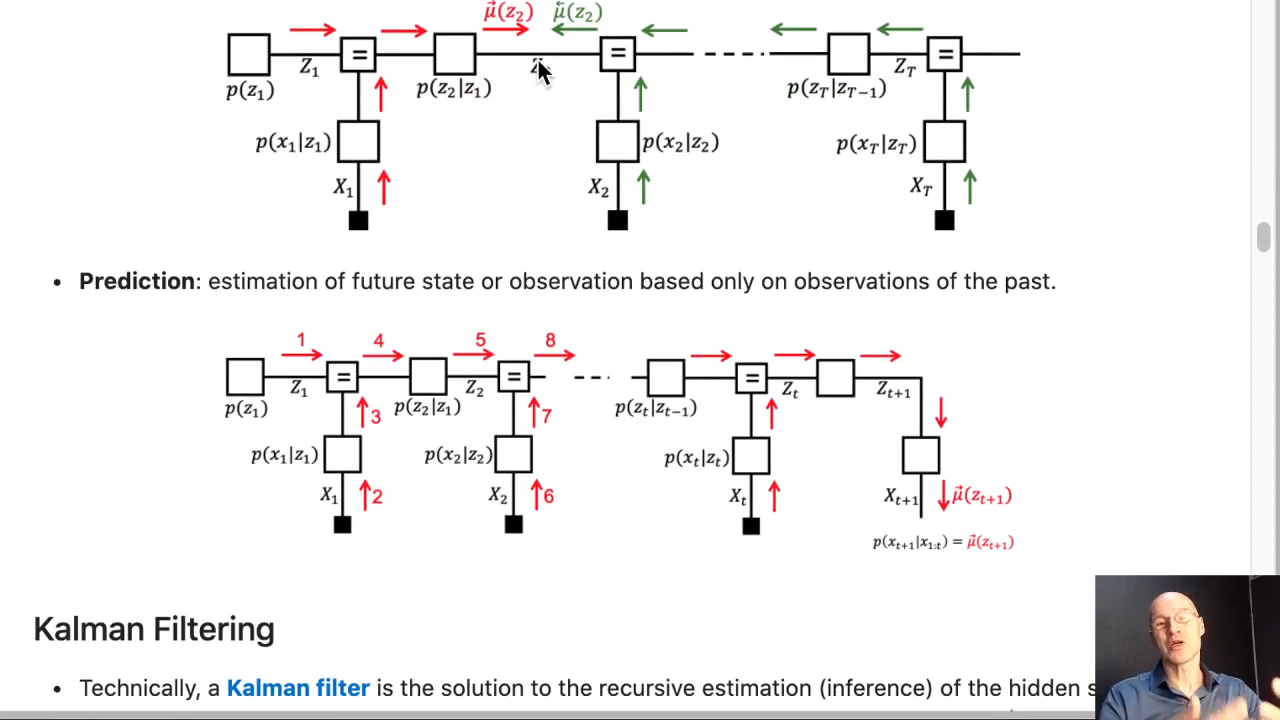 μ⃗(z₂) μ⃖(z₂)
= = =
Z₁ Z_T
p(z₁) p(z₂|z₁) p(z_T|z_{T−1})
p(x₁|z₁) p(x₂|z₂) p(x_T|z_T)
X₁ X₂ X_T
• Prediction: estimation of future state or observation based only on observations of the past.
1 4 5 8
= = =
Z₁ Z₂ Z_t Z_{t+1}
p(z₁) p(z₂|z₁) p(z_t|z_{t−1})
3 7
p(x₁|z₁) p(x₂|z₂) p(x_t|z_t)
X₁ 2 X₂ 6 X_t X_{t+1} μ⃗(z_{t+1})
p(x_{t+1}|x_{1:t}) = μ⃗(z_{t+1})
Kalman Filtering
• Technically, a Kalman filter is the solution to the recursive estimation (inference) of the hidden s